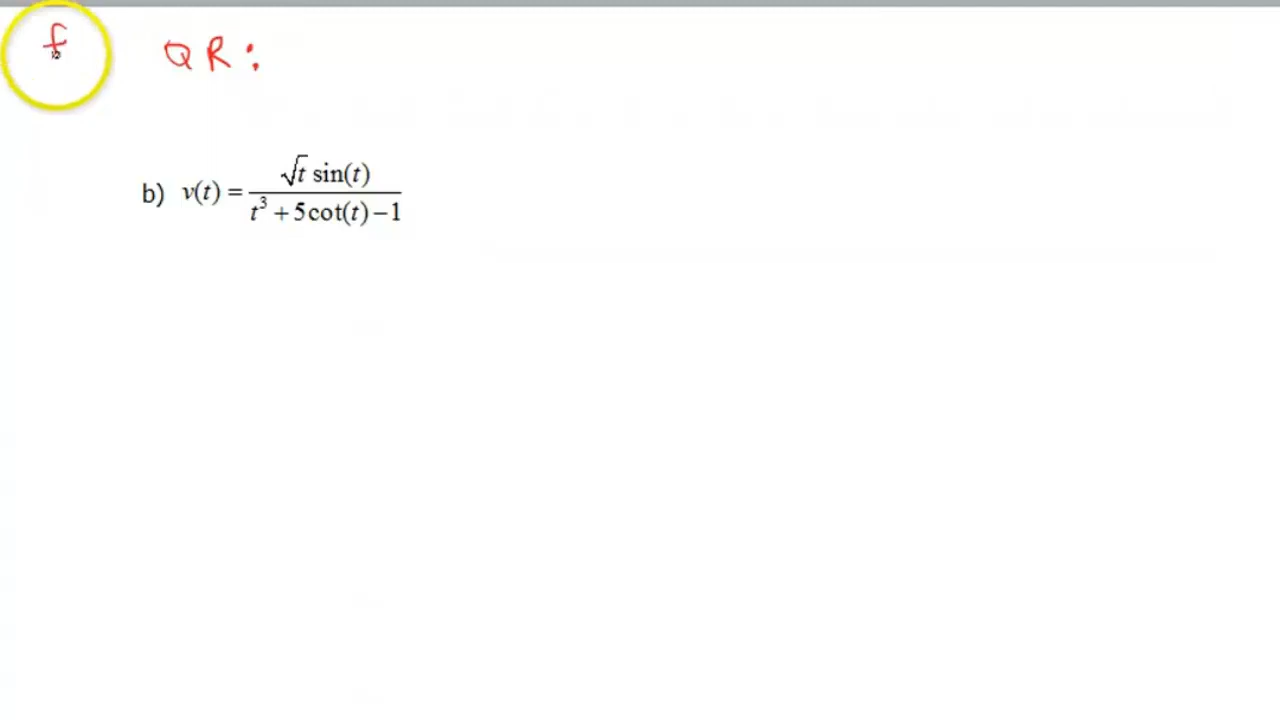 f QR:
b) v(t) = √t sin(t) / t³ + 5cot(t) − 1